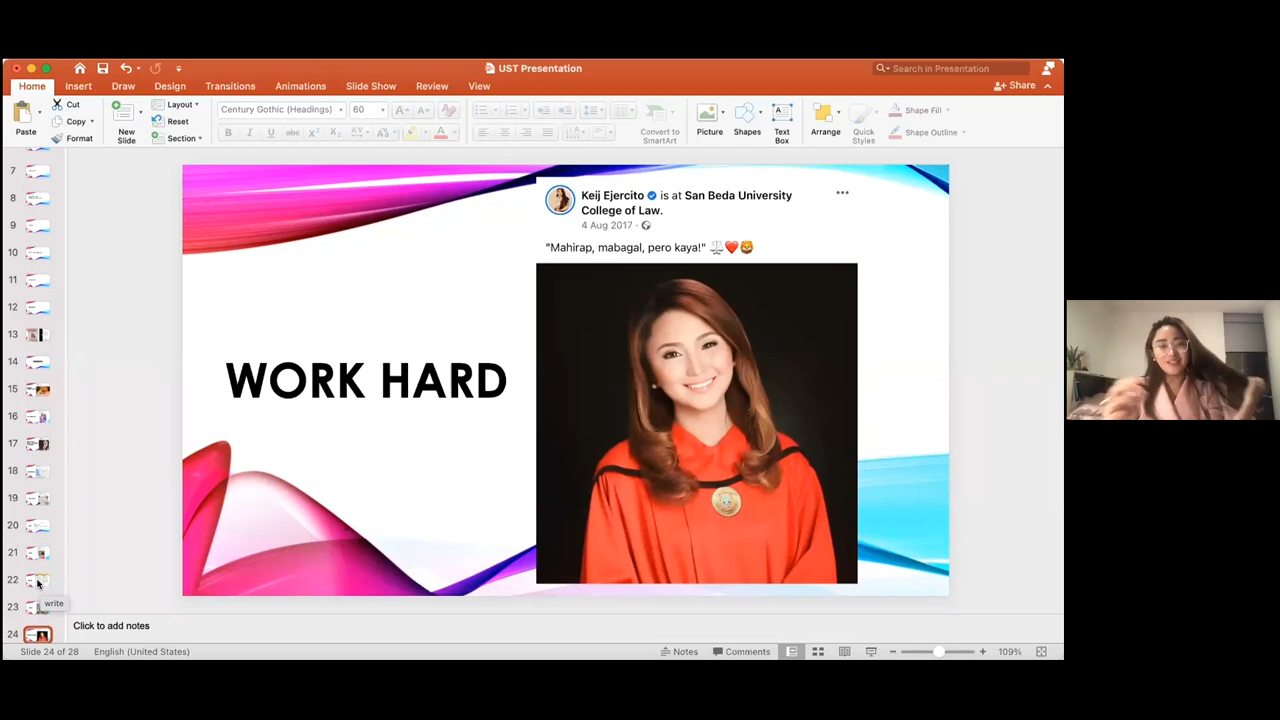 UST Presentation
Search in Presentation
Home Insert Draw Design Transitions Animations Slide Show Review View
Share
Paste
Cut
Copy
Format
New Slide
Layout
Reset
Section
Century Gothic (Headings) 60
Convert to SmartArt
Picture
Shapes
Text Box
Arrange
Quick Styles
Shape Fill
Shape Outline
7
8
9
10
11
12
13
14
15
16
17
18
19
20
21
22
write
23
24
Keij Ejercito is at San Beda University
College of Law.
4 Aug 2017
"Mahirap, mabagal, pero kaya!" ⚖️❤️🦁
WORK HARD
Click to add notes
Slide 24 of 28 English (United States) Notes Comments 109%